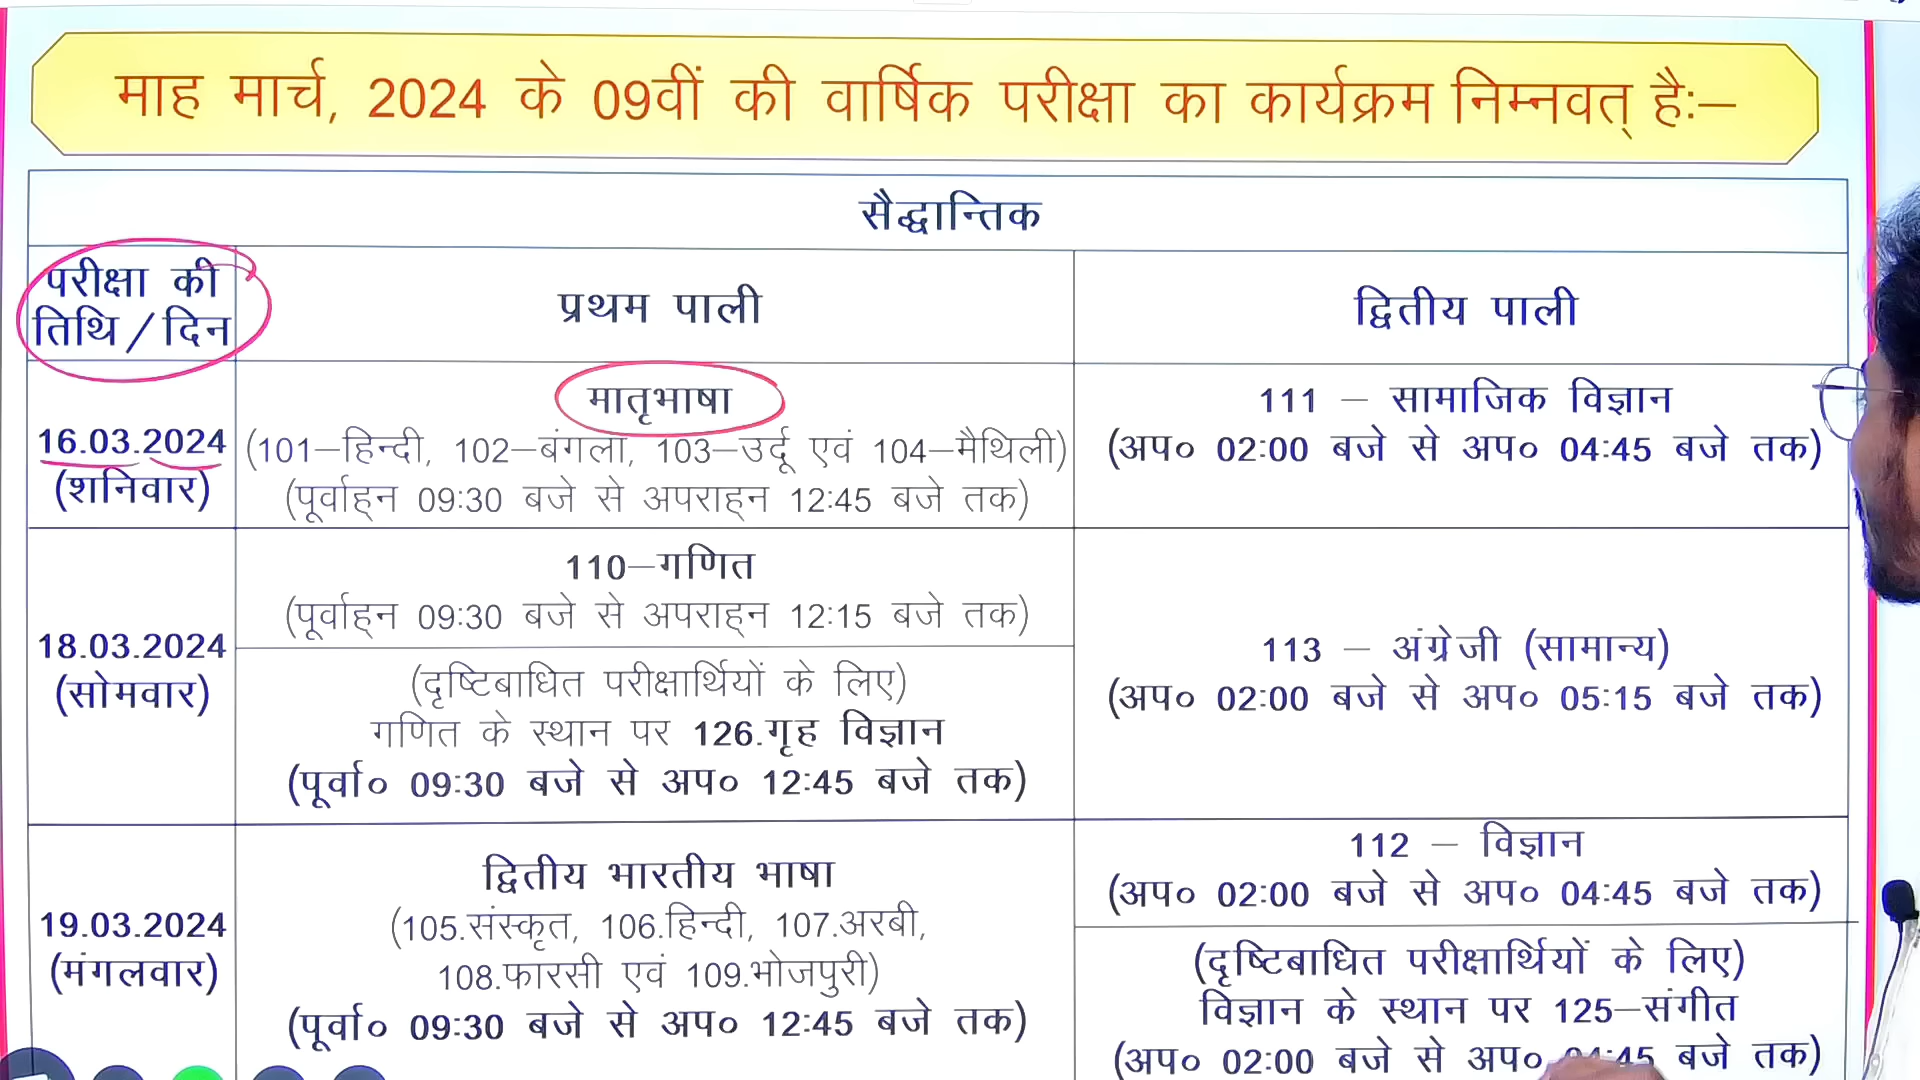 माह मार्च, 2024 के 09वीं की वार्षिक परीक्षा का कार्यक्रम निम्नवत् है:–
सैद्धान्तिक
परीक्षा की
तिथि / दिन
प्रथम पाली
द्वितीय पाली
16.03.2024
(शनिवार)
मातृभाषा
(101–हिन्दी, 102–बंगला, 103–उर्दू एवं 104–मैथिली)
(पूर्वाह्न 09:30 बजे से अपराह्न 12:45 बजे तक)
111 – सामाजिक विज्ञान
(अप० 02:00 बजे से अप० 04:45 बजे तक)
18.03.2024
(सोमवार)
110–गणित
(पूर्वाह्न 09:30 बजे से अपराह्न 12:15 बजे तक)
(दृष्टिबाधित परीक्षार्थियों के लिए)
गणित के स्थान पर 126.गृह विज्ञान
(पूर्वा० 09:30 बजे से अप० 12:45 बजे तक)
113 – अंग्रेजी (सामान्य)
(अप० 02:00 बजे से अप० 05:15 बजे तक)
19.03.2024
(मंगलवार)
द्वितीय भारतीय भाषा
(105.संस्कृत, 106.हिन्दी, 107.अरबी,
108.फारसी एवं 109.भोजपुरी)
(पूर्वा० 09:30 बजे से अप० 12:45 बजे तक)
112 – विज्ञान
(अप० 02:00 बजे से अप० 04:45 बजे तक)
(दृष्टिबाधित परीक्षार्थियों के लिए)
विज्ञान के स्थान पर 125–संगीत
(अप० 02:00 बजे से अप० 04:45 बजे तक)